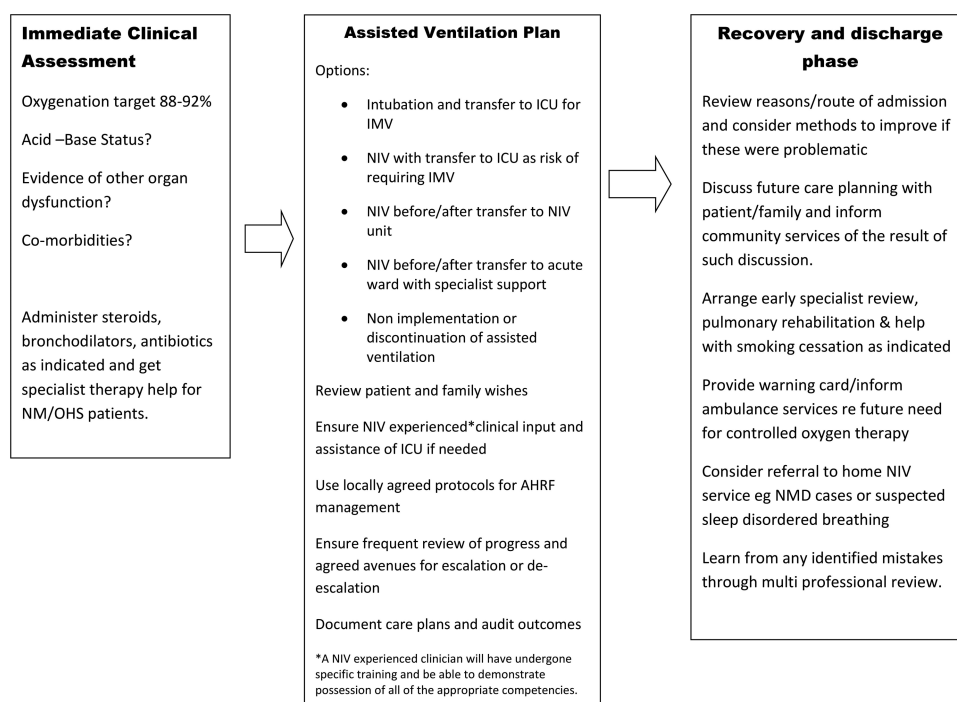 Immediate Clinical
Assessment
Oxygenation target 88-92%
Acid –Base Status?
Evidence of other organ
dysfunction?
Co-morbidities?
Administer steroids,
bronchodilators, antibiotics
as indicated and get
specialist therapy help for
NM/OHS patients.
Assisted Ventilation Plan
Options:
• Intubation and transfer to ICU for
IMV
• NIV with transfer to ICU as risk of
requiring IMV
• NIV before/after transfer to NIV
unit
• NIV before/after transfer to acute
ward with specialist support
• Non implementation or
discontinuation of assisted
ventilation
Review patient and family wishes
Ensure NIV experienced*clinical input and
assistance of ICU if needed
Use locally agreed protocols for AHRF
management
Ensure frequent review of progress and
agreed avenues for escalation or de-
escalation
Document care plans and audit outcomes
*A NIV experienced clinician will have undergone
specific training and be able to demonstrate
possession of all of the appropriate competencies.
Recovery and discharge
phase
Review reasons/route of admission
and consider methods to improve if
these were problematic
Discuss future care planning with
patient/family and inform
community services of the result of
such discussion.
Arrange early specialist review,
pulmonary rehabilitation & help
with smoking cessation as indicated
Provide warning card/inform
ambulance services re future need
for controlled oxygen therapy
Consider referral to home NIV
service eg NMD cases or suspected
sleep disordered breathing
Learn from any identified mistakes
through multi professional review.